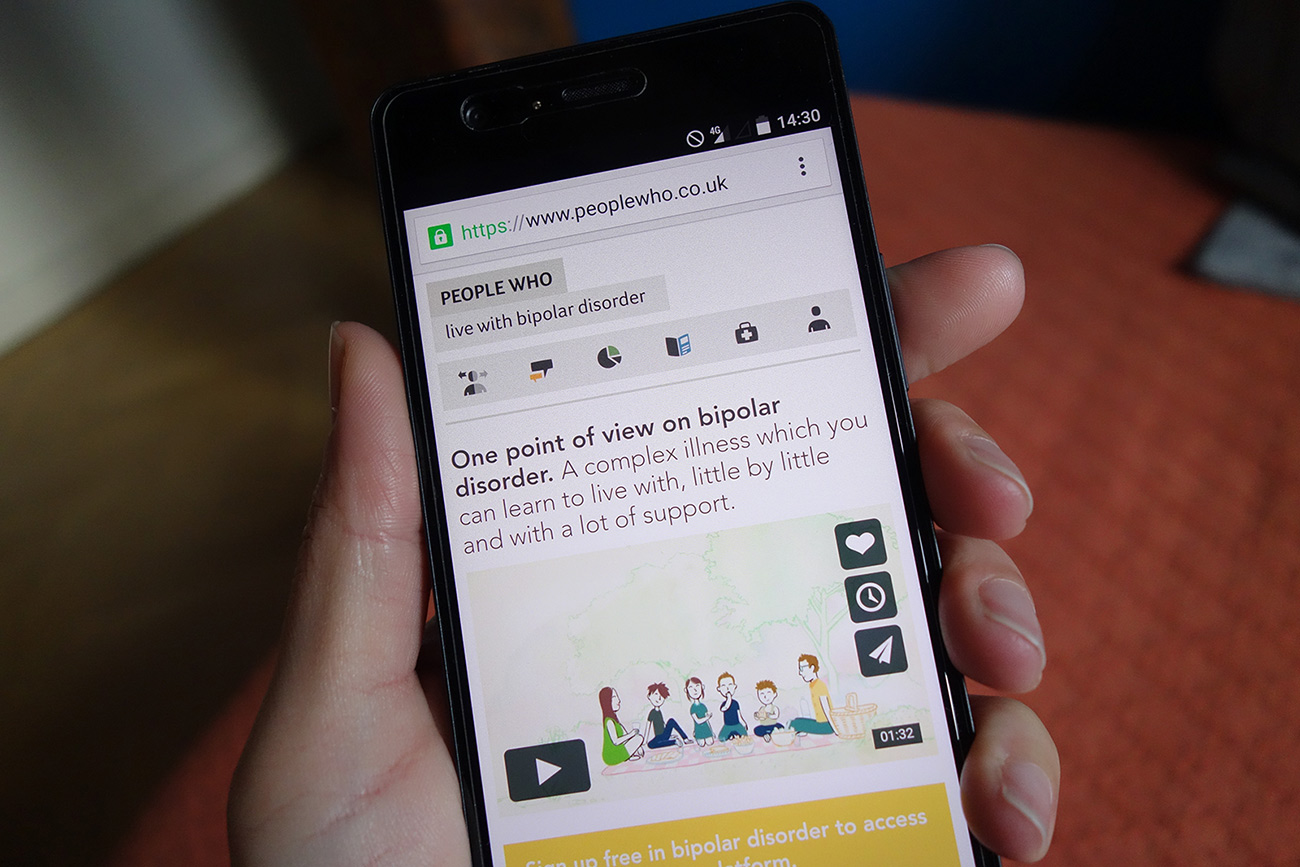 4G 14:30
https://www.peoplewho.co.uk
PEOPLE WHO
live with bipolar disorder
One point of view on bipolar
disorder. A complex illness which you
can learn to live with, little by little
and with a lot of support.
01:32
Sign up free in bipolar disorder to access
platform.